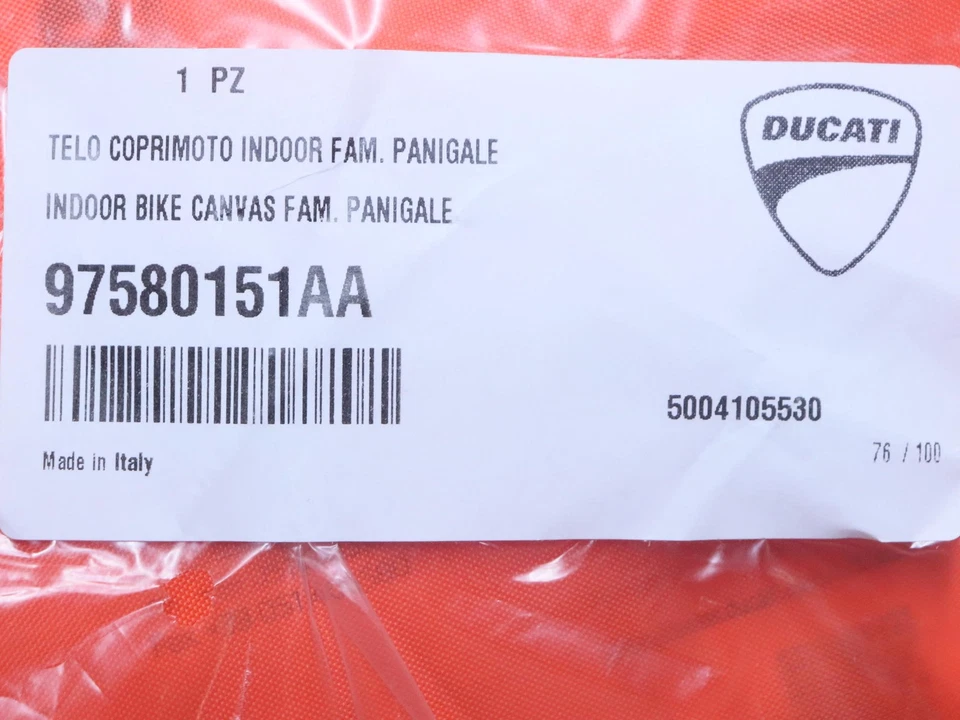 1 PZ
DUCATI
TELO COPRIMOTO INDOOR FAM. PANIGALE
INDOOR BIKE CANVAS FAM. PANIGALE
97580151AA
5004105530
Made in Italy
76 / 100